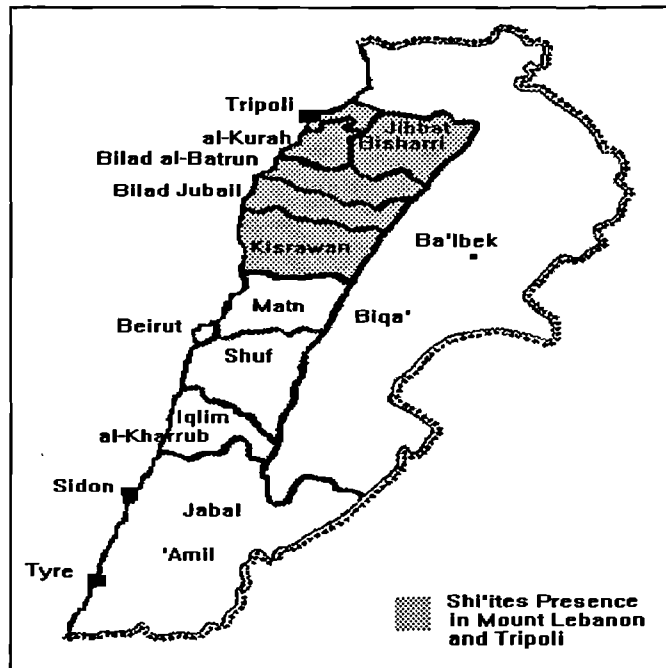 Tripoli
al-Kurah
Jibbat
Bisharri
Bilad al-Batrun
Bilad Jubail
Kisrawan
Ba'lbek
Matn
Biqa'
Beirut
Shuf
Iqlim
al-Kharrub
Sidon
Jabal
'Amil
Tyre
Shi'ites Presence
in Mount Lebanon
and Tripoli